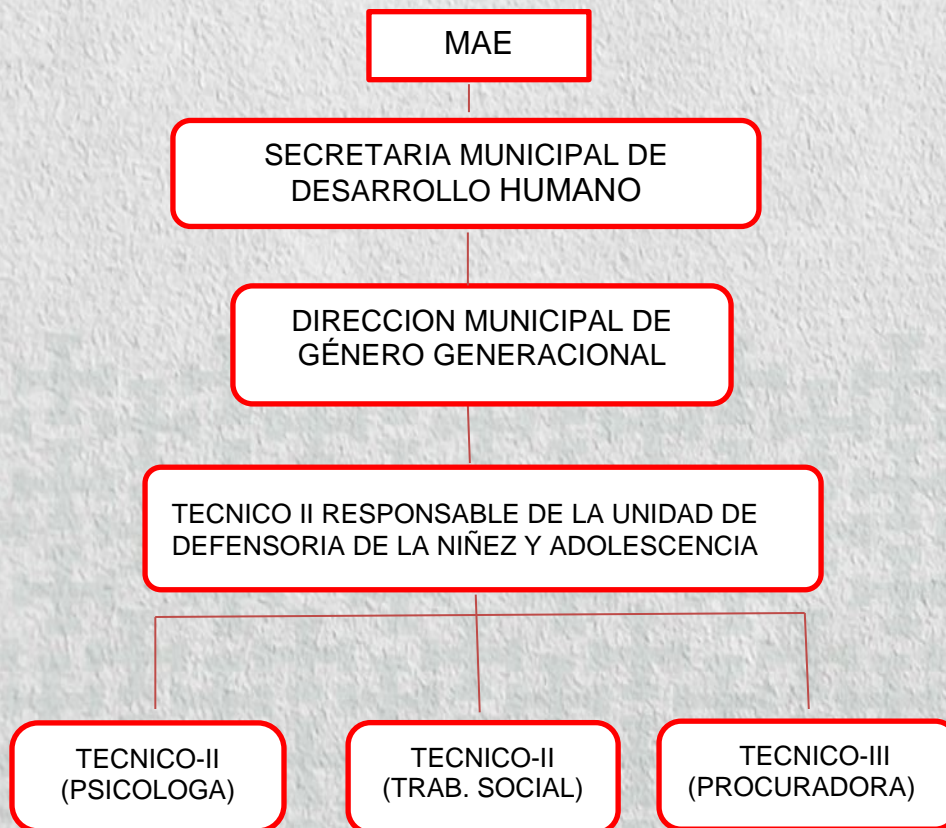 MAE
SECRETARIA MUNICIPAL DE
DESARROLLO HUMANO
DIRECCION MUNICIPAL DE
GÉNERO GENERACIONAL
TECNICO II RESPONSABLE DE LA UNIDAD DE
DEFENSORIA DE LA NIÑEZ Y ADOLESCENCIA
TECNICO-II
(PSICOLOGA)
TECNICO-II
(TRAB. SOCIAL)
TECNICO-III
(PROCURADORA)